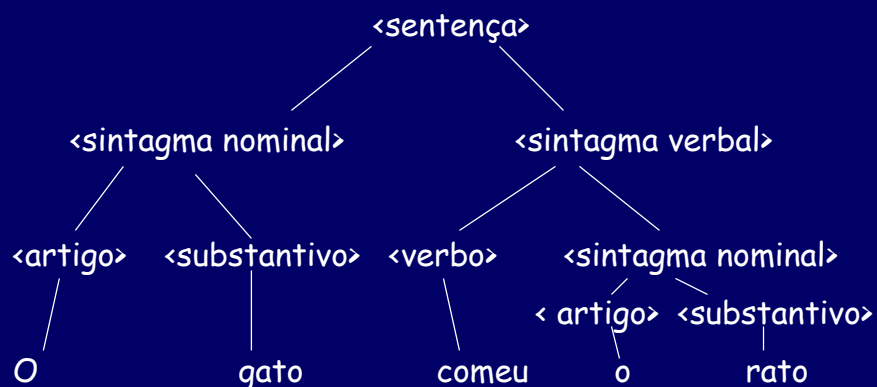 <sentença>
<sintagma nominal> <sintagma verbal>
<artigo> <substantivo> <verbo> <sintagma nominal>
< artigo> <substantivo>
O gato comeu o rato